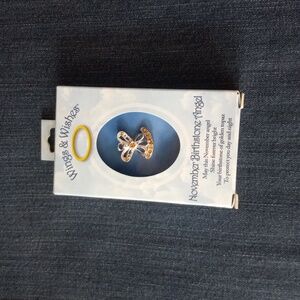 Wings & Wishes
November Birthstone Angel
May this November angel
Shine forever bright
Your birthstone of golden topaz
To protect you day and night